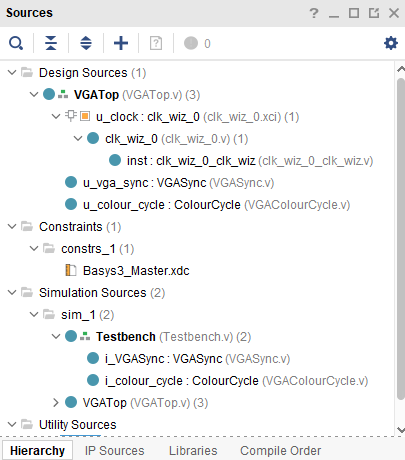 Sources
0
Design Sources (1)
VGATop (VGATop.v) (3)
u_clock : clk_wiz_0 (clk_wiz_0.xci) (1)
clk_wiz_0 (clk_wiz_0.v) (1)
inst : clk_wiz_0_clk_wiz (clk_wiz_0_clk_wiz.v)
u_vga_sync : VGASync (VGASync.v)
u_colour_cycle : ColourCycle (VGAColourCycle.v)
Constraints (1)
constrs_1 (1)
Basys3_Master.xdc
Simulation Sources (2)
sim_1 (2)
Testbench (Testbench.v) (2)
i_VGASync : VGASync (VGASync.v)
i_colour_cycle : ColourCycle (VGAColourCycle.v)
VGATop (VGATop.v) (3)
Utility Sources
Hierarchy IP Sources Libraries Compile Order